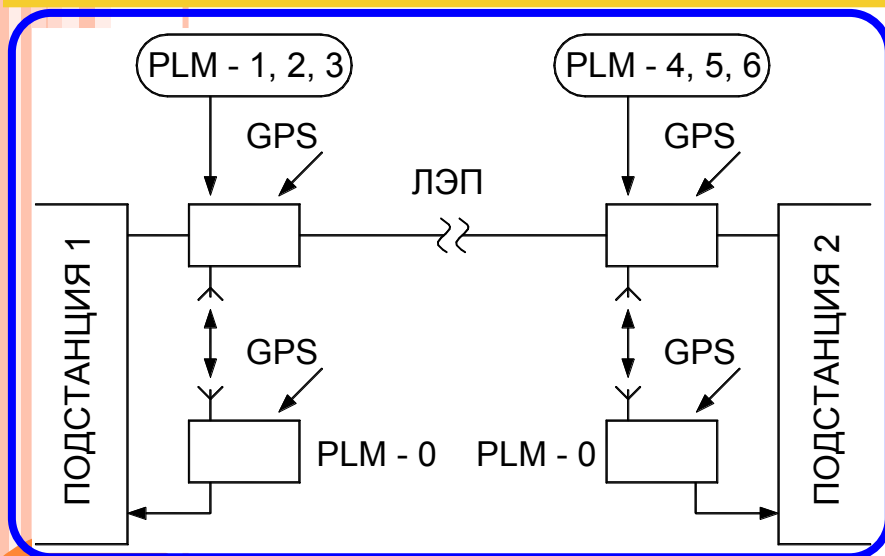 PLM - 1, 2, 3
PLM - 4, 5, 6
GPS
GPS
ЛЭП
ПОДСТАНЦИЯ 1
ПОДСТАНЦИЯ 2
GPS
GPS
PLM - 0
PLM - 0